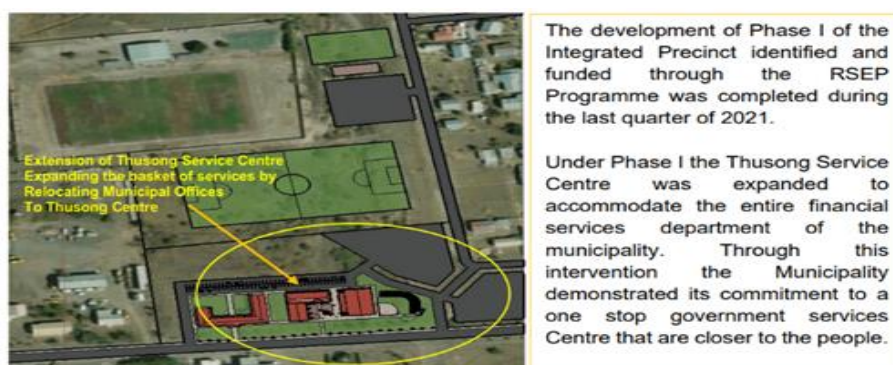 Extension of Thusong Service Centre
Expanding the basket of services by
Relocating Municipal Offices
To Thusong Centre
The development of Phase I of the
Integrated Precinct identified and
funded through the RSEP
Programme was completed during
the last quarter of 2021.
Under Phase I the Thusong Service
Centre was expanded to
accommodate the entire financial
services department of the
municipality. Through this
intervention the Municipality
demonstrated its commitment to a
one stop government services
Centre that are closer to the people.